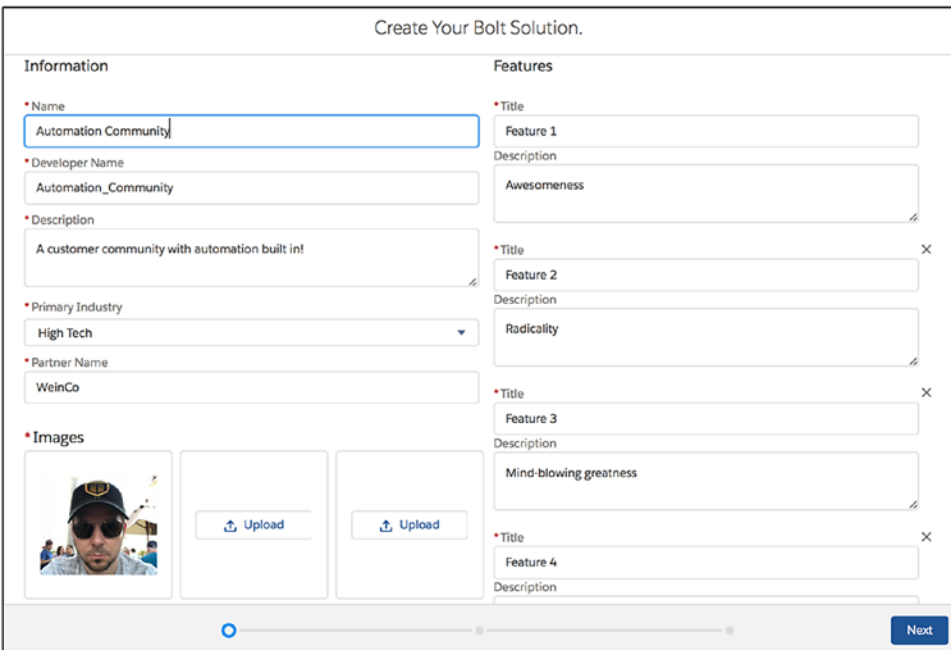 Create Your Bolt Solution.
Information
*Name
Automation Community
*Developer Name
Automation_Community
*Description
A customer community with automation built in!
*Primary Industry
High Tech
*Partner Name
WeinCo
*Images
Upload
Upload
Features
*Title
Feature 1
Description
Awesomeness
*Title
Feature 2
Description
Radicality
*Title
Feature 3
Description
Mind-blowing greatness
*Title
Feature 4
Description
Next